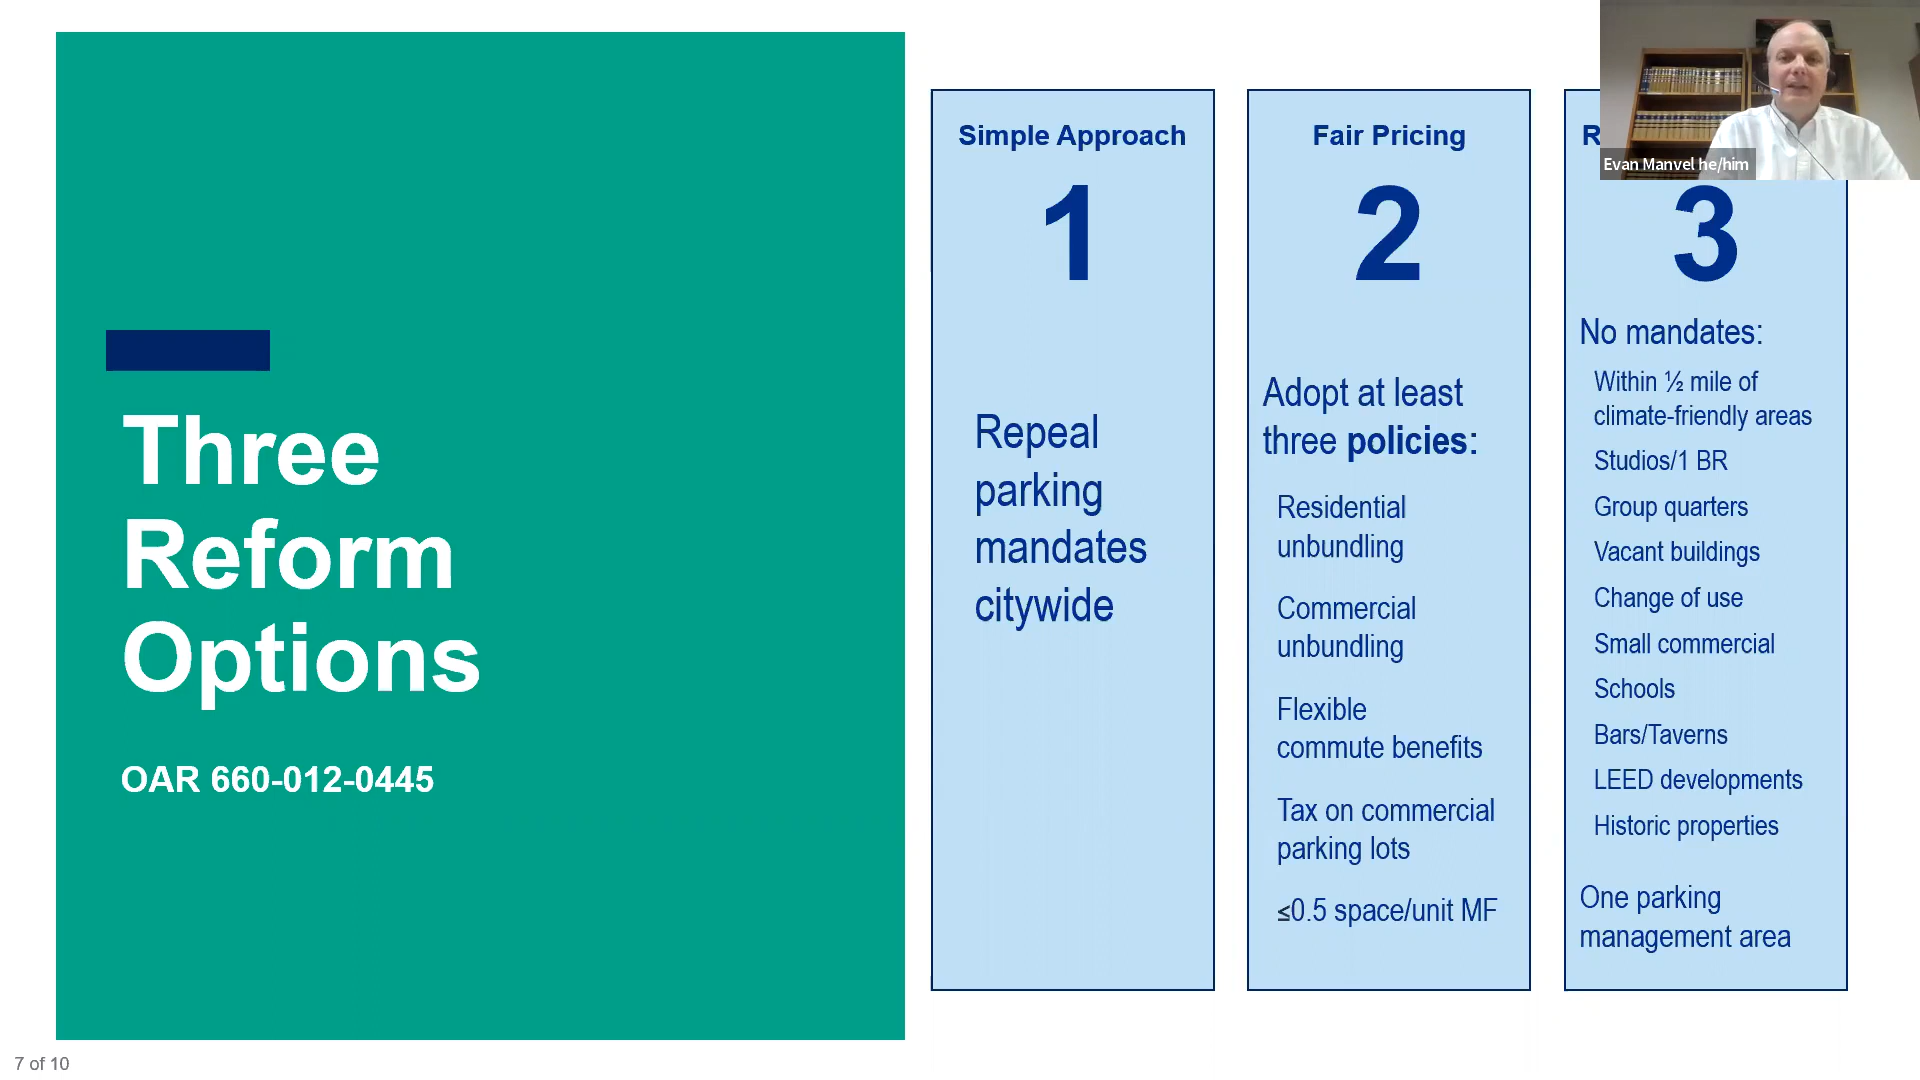 Three
Reform
Options
OAR 660-012-0445
Simple Approach
1
Repeal
parking
mandates
citywide
Fair Pricing
2
Adopt at least
three policies:
Residential
unbundling
Commercial
unbundling
Flexible
commute benefits
Tax on commercial
parking lots
≤0.5 space/unit MF
3
No mandates:
Within ½ mile of
climate-friendly areas
Studios/1 BR
Group quarters
Vacant buildings
Change of use
Small commercial
Schools
Bars/Taverns
LEED developments
Historic properties
One parking
management area
Evan Manvel he/him
7 of 10